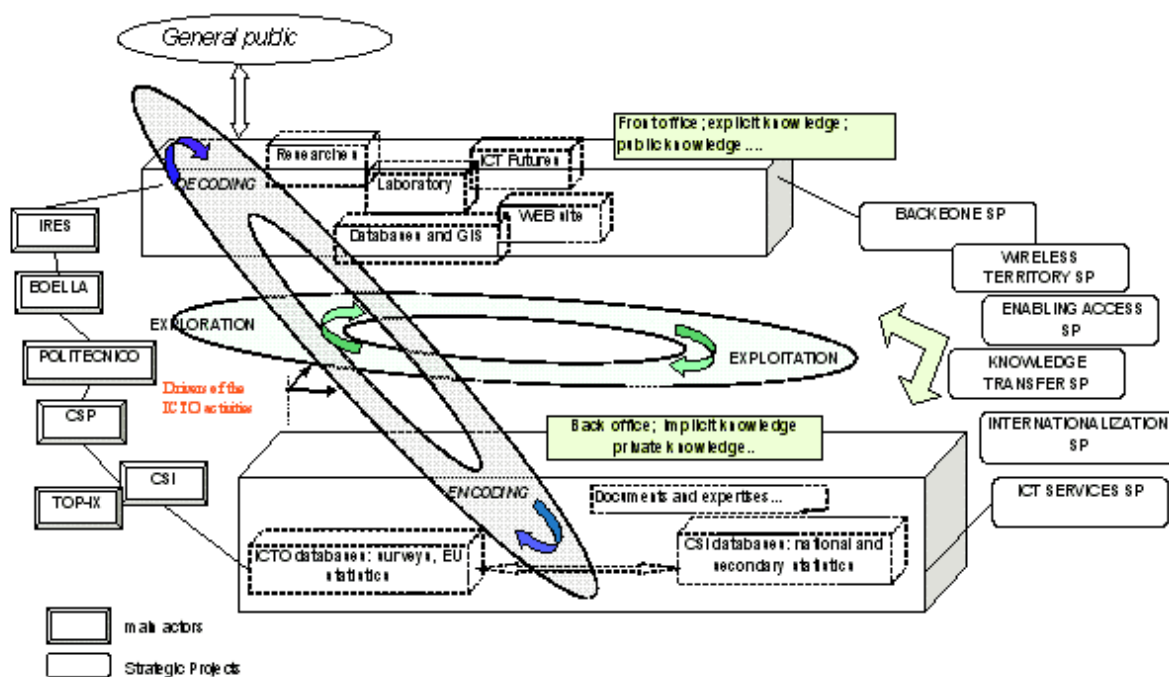 General public
Front office; explicit knowledge;
public knowledge....
Researches
ICT Futures
DECODING
Laboratory
WEB site
Databases and GIS
IRES
BOELLA
POLITECNICO
CSP
CSI
TOP-IX
BACKBONE SP
WIRELESS
TERRITORY SP
ENABLING ACCESS
SP
KNOWLEDGE
TRANSFER SP
INTERNATIONALIZATION
SP
ICT SERVICES SP
EXPLORATION
EXPLOITATION
Drivers of the
ICTO activities
Back office; Implicit knowledge
private knowledge..
ENCODING
Documents and expertises...
ICTO databases: surveys, EU
statistics
CSI databases: national and
secondary statistics
main actors
Strategic Projects